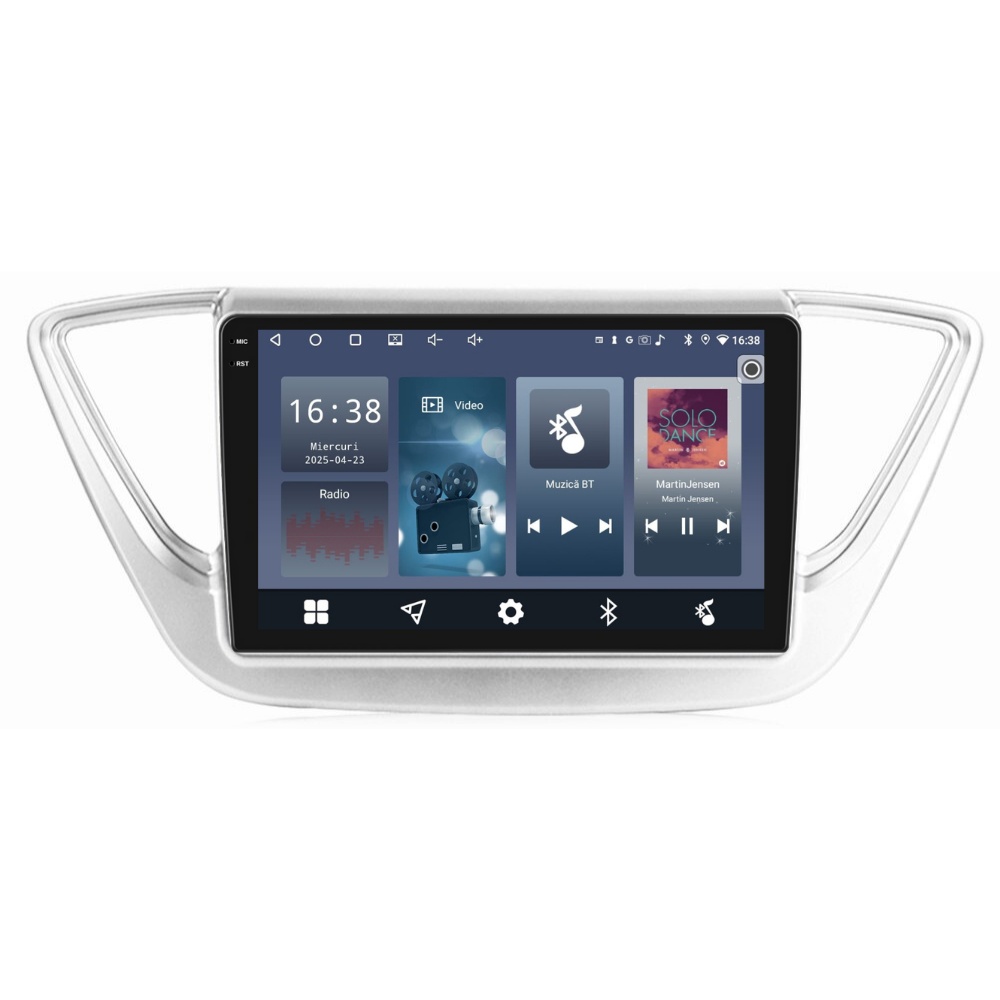 MIC
RST
16:38
16:38
Miercuri
2025-04-23
Radio
Video
Muzică BT
SOLO
DANCE
MartinJensen
Martin Jensen